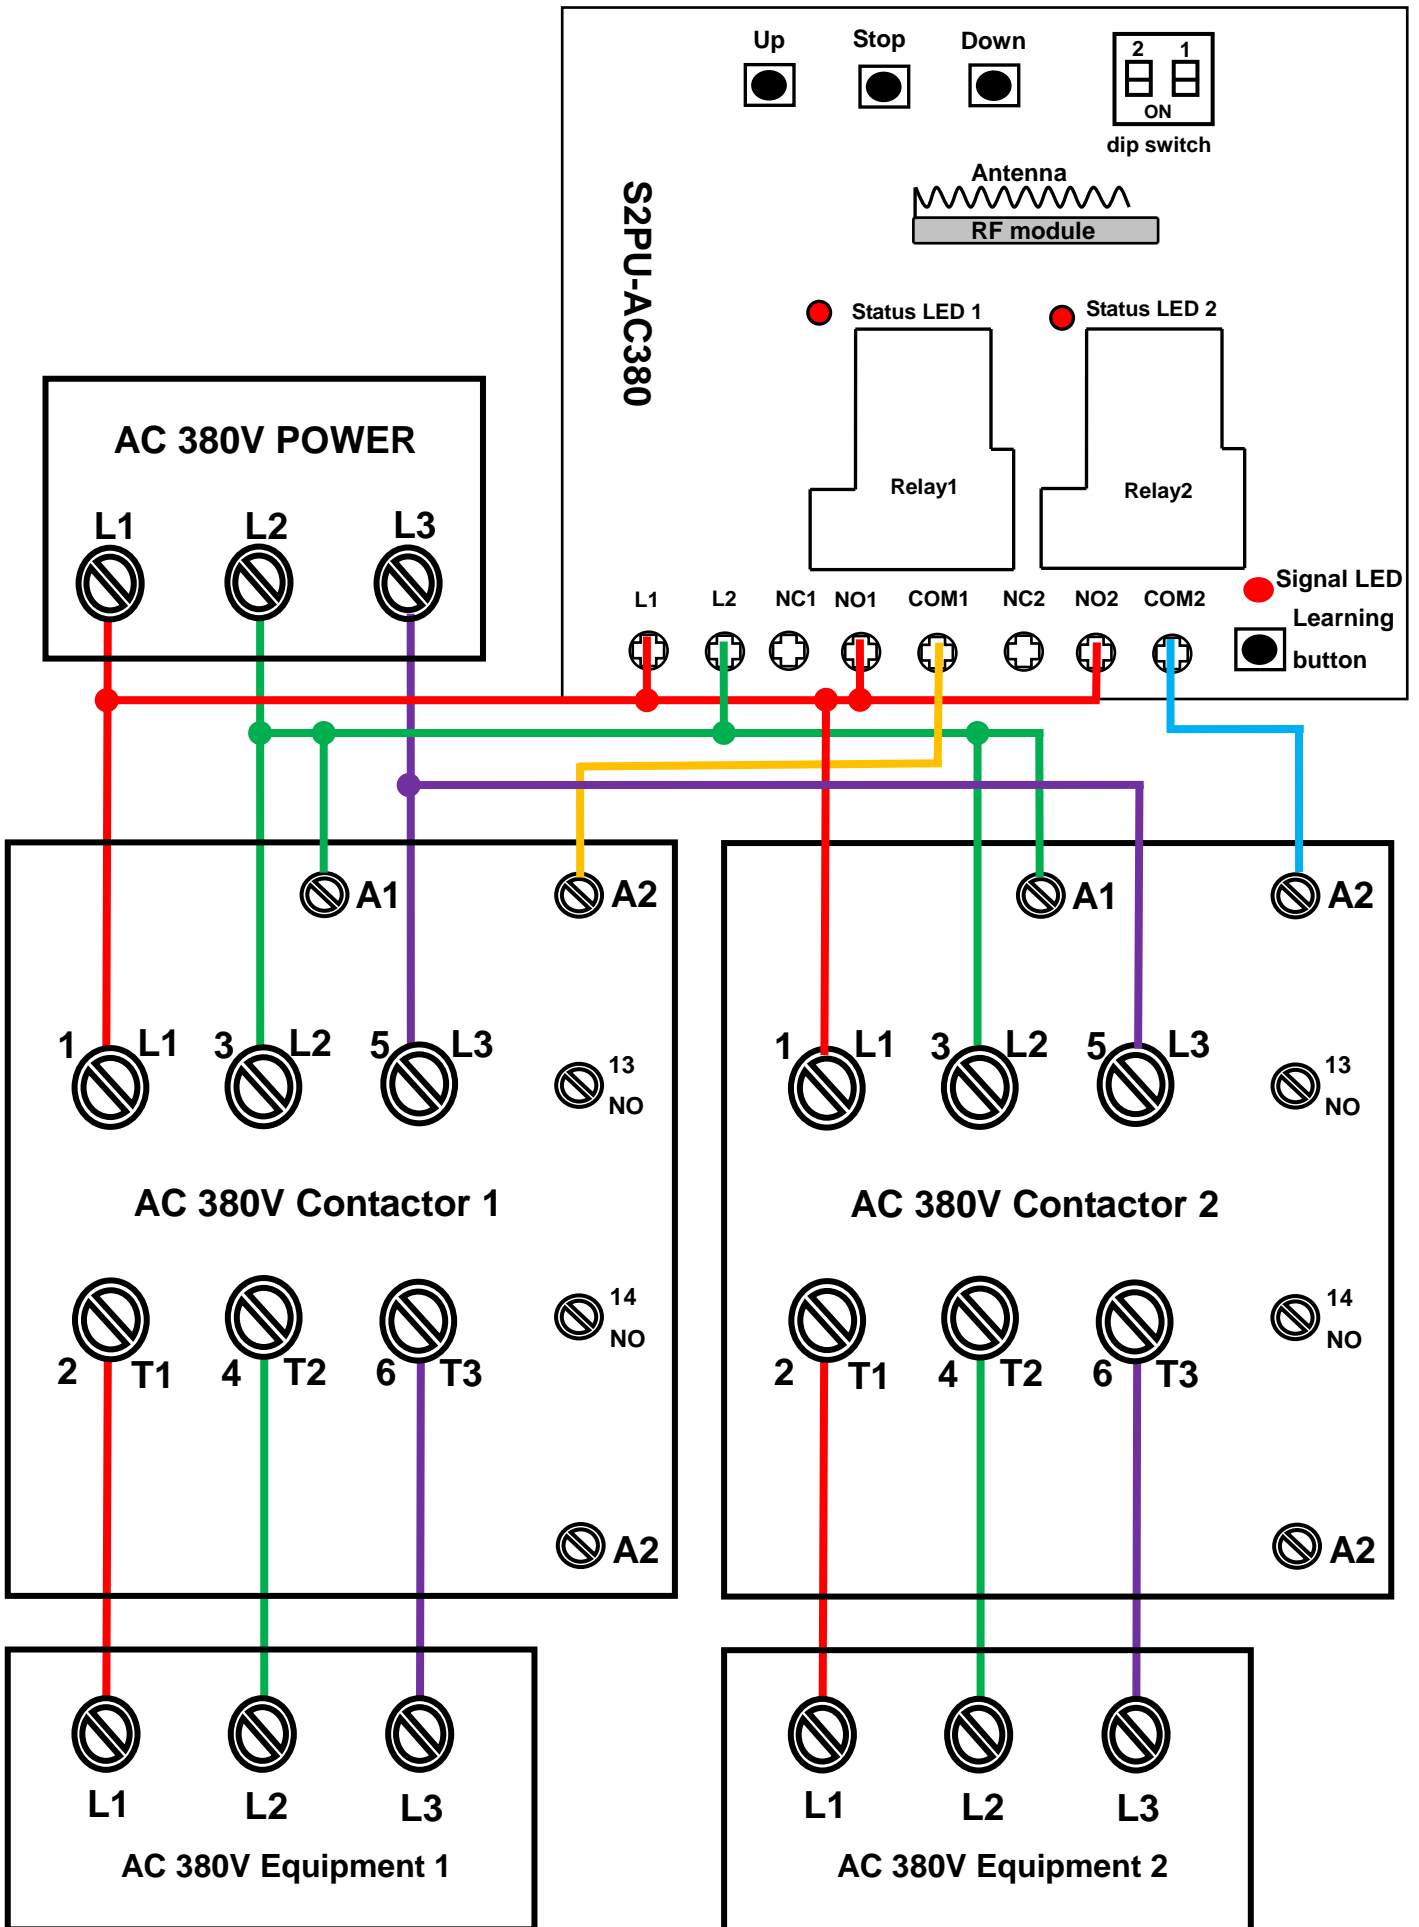 Up Stop Down
2 1
ON
dip switch
Antenna
RF module
S2PU-AC380
Status LED 1 Status LED 2
Relay1 Relay2
AC 380V POWER
L1 L2 L3
Signal LED
Learning
button
L1 L2 NC1 NO1 COM1 NC2 NO2 COM2
A1 A2 A1 A2
1 L1 3 L2 5 L3 13
NO
1 L1 3 L2 5 L3 13
NO
AC 380V Contactor 1 AC 380V Contactor 2
14
NO
2 T1 4 T2 6 T3
14
NO
2 T1 4 T2 6 T3
A2 A2
L1 L2 L3 L1 L2 L3
AC 380V Equipment 1 AC 380V Equipment 2